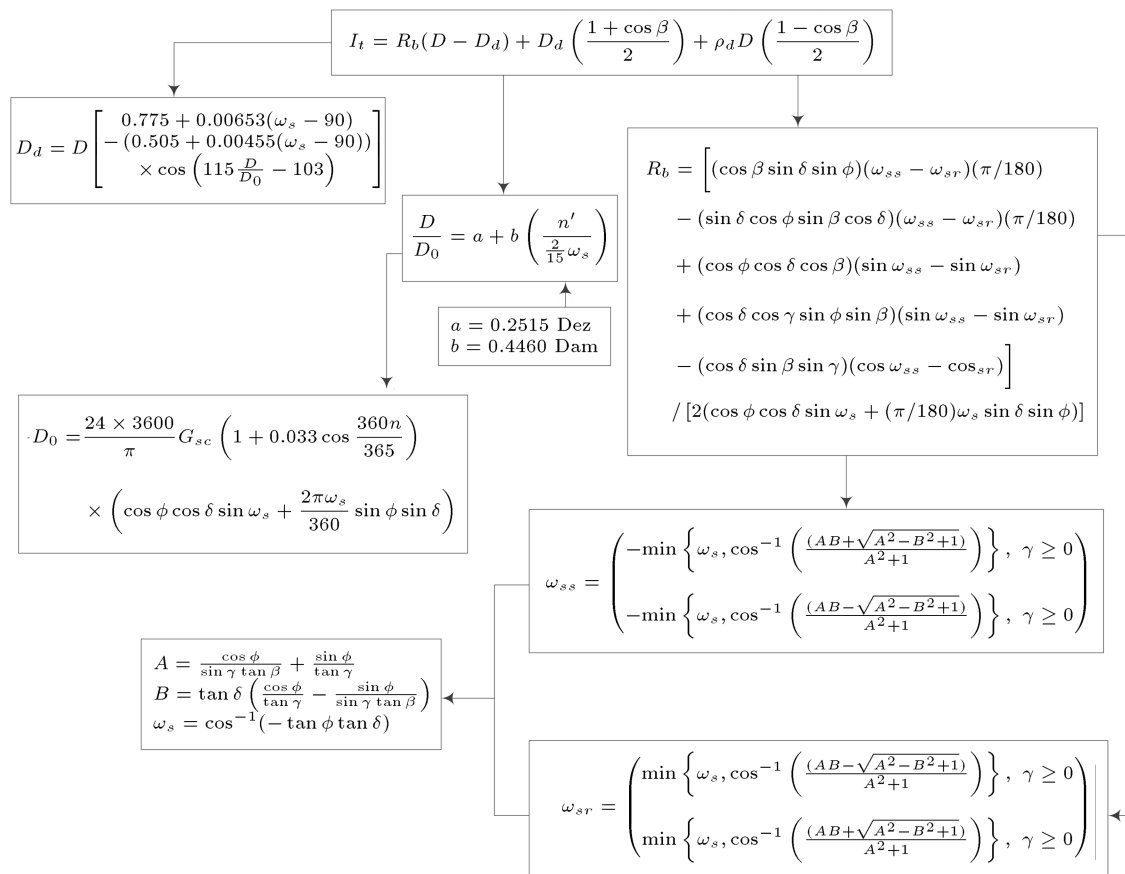 I_t = R_b(D − D_d) + D_d ((1 + cos β)/2) + ρ_d D ((1 − cos β)/2)
D_d = D [0.775 + 0.00653(ω_s − 90)
− (0.505 + 0.00455(ω_s − 90))
× cos (115 D/D_0 − 103)]
D/D_0 = a + b (n′/((2/15) ω_s))
a = 0.2515 Dez
b = 0.4460 Dam
R_b = [(cos β sin δ sin ϕ)(ω_ss − ω_sr)(π/180)
− (sin δ cos ϕ sin β cos δ)(ω_ss − ω_sr)(π/180)
+ (cos ϕ cos δ cos β)(sin ω_ss − sin ω_sr)
+ (cos δ cos γ sin ϕ sin β)(sin ω_ss − sin ω_sr)
− (cos δ sin β sin γ)(cos ω_ss − cos_sr)]
/ [2(cos ϕ cos δ sin ω_s + (π/180)ω_s sin δ sin ϕ)]
D_0 = (24 × 3600)/π G_sc (1 + 0.033 cos 360n/365)
× (cos ϕ cos δ sin ω_s + 2πω_s/360 sin ϕ sin δ)
ω_ss = (−min {ω_s, cos⁻¹ ((AB+√(A²−B²+1))/(A²+1))}, γ ≥ 0
−min {ω_s, cos⁻¹ ((AB−√(A²−B²+1))/(A²+1))}, γ ≥ 0)
A = cos ϕ/(sin γ tan β) + sin ϕ/tan γ
B = tan δ (cos ϕ/tan γ − sin ϕ/(sin γ tan β))
ω_s = cos⁻¹(− tan ϕ tan δ)
ω_sr = (min {ω_s, cos⁻¹ ((AB−√(A²−B²+1))/(A²+1))}, γ ≥ 0
min {ω_s, cos⁻¹ ((AB+√(A²−B²+1))/(A²+1))}, γ ≥ 0)